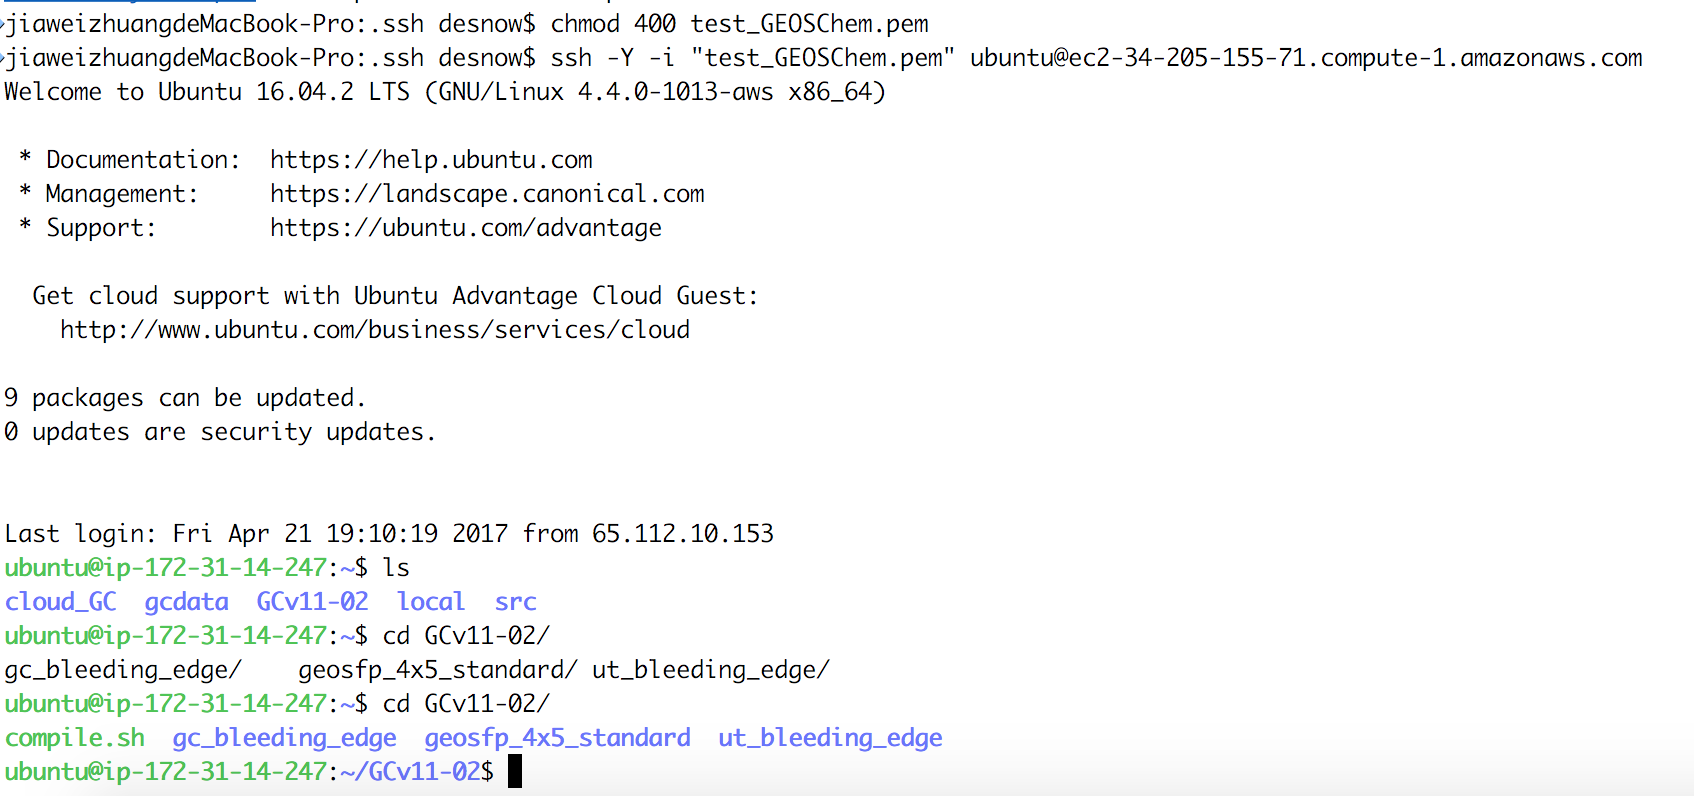 jiaweizhuangdeMacBook-Pro:.ssh desnow$ chmod 400 test_GEOSChem.pem
jiaweizhuangdeMacBook-Pro:.ssh desnow$ ssh -Y -i "test_GEOSChem.pem" ubuntu@ec2-34-205-155-71.compute-1.amazonaws.com
Welcome to Ubuntu 16.04.2 LTS (GNU/Linux 4.4.0-1013-aws x86_64)
* Documentation:  https://help.ubuntu.com
* Management:     https://landscape.canonical.com
* Support:        https://ubuntu.com/advantage
Get cloud support with Ubuntu Advantage Cloud Guest:
http://www.ubuntu.com/business/services/cloud
9 packages can be updated.
0 updates are security updates.
Last login: Fri Apr 21 19:10:19 2017 from 65.112.10.153
ubuntu@ip-172-31-14-247:~$ ls
cloud_GC  gcdata  GCv11-02  local  src
ubuntu@ip-172-31-14-247:~$ cd GCv11-02/
gc_bleeding_edge/    geosfp_4x5_standard/ ut_bleeding_edge/
ubuntu@ip-172-31-14-247:~$ cd GCv11-02/
compile.sh  gc_bleeding_edge  geosfp_4x5_standard  ut_bleeding_edge
ubuntu@ip-172-31-14-247:~/GCv11-02$